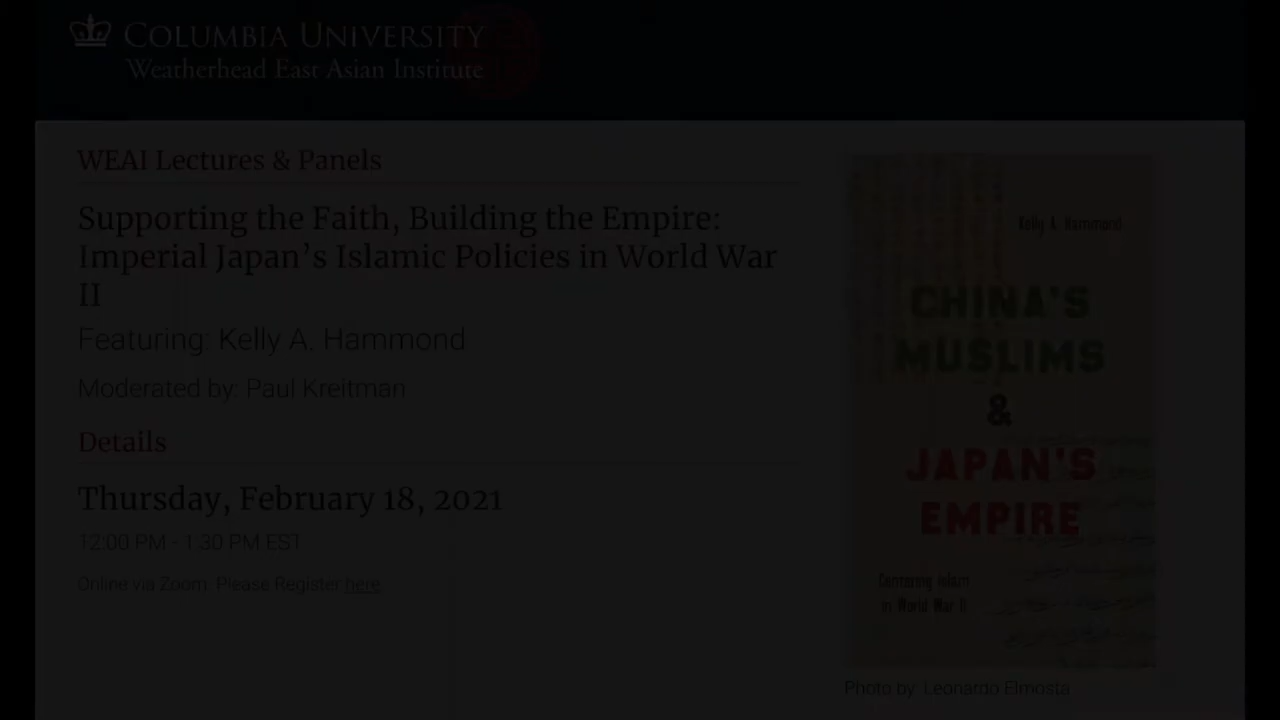 COLUMBIA UNIVERSITY
Weatherhead East Asian Institute
WEAI Lectures & Panels
Supporting the Faith, Building the Empire:
Imperial Japan’s Islamic Policies in World War
II
Featuring: Kelly A. Hammond
Moderated by: Paul Kreitman
Details
Thursday, February 18, 2021
12:00 PM - 1:30 PM EST
Online via Zoom. Please Register here
Kelly A. Hammond
CHINA'S
MUSLIMS
&
JAPAN'S
EMPIRE
Centering Islam
in World War II
Photo by: Leonardo Elmosta